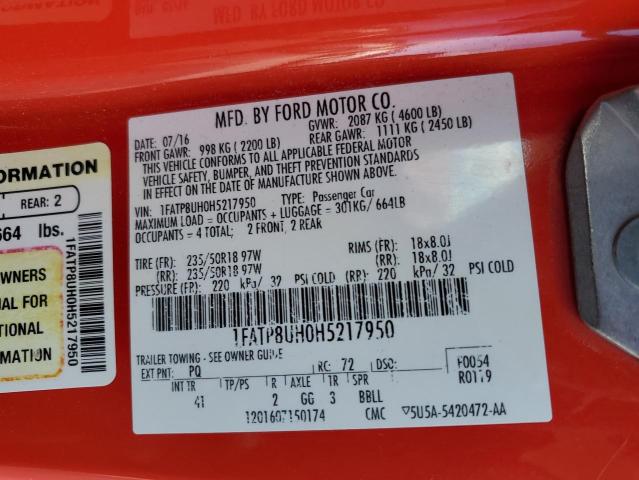 MFD. BY FORD MOTOR CO.
DATE: 07/16 GVWR: 2087 KG ( 4600 LB)
FRONT GAWR: 998 KG ( 2200 LB) REAR GAWR: 1111 KG ( 2450 LB)
THIS VEHICLE CONFORMS TO ALL APPLICABLE FEDERAL MOTOR
VEHICLE SAFETY, BUMPER, AND THEFT PREVENTION STANDARDS
IN EFFECT ON THE DATE OF MANUFACTURE SHOWN ABOVE.
VIN: 1FATP8UH0H5217950 TYPE: Passenger Car
MAXIMUM LOAD = OCCUPANTS + LUGGAGE = 301KG/ 664LB
OCCUPANTS = 4 TOTAL; 2 FRONT, 2 REAR
TIRE (FR): 235/50R18 97W RIMS (FR): 18x8.0J
(RR): 235/50R18 97W (RR): 18x8.0J
PRESSURE (FR): 220 kPa/ 32 PSI COLD (RR): 220 kPa/ 32 PSI COLD
1FATP8UH0H5217950
TRAILER TOWING - SEE OWNER GUIDE
EXT PNT: PQ RC: 72 DSO: F0054
INT TR TP/PS R AXLE TR SPR
41 2 GG 3 BBLL
1201607150174 CMC 5U5A-5420472-AA
FORMATION
REAR: 2
664 lbs.
WNERS
AL FOR
TIONAL
MATION
1FATP8UH0H5217950